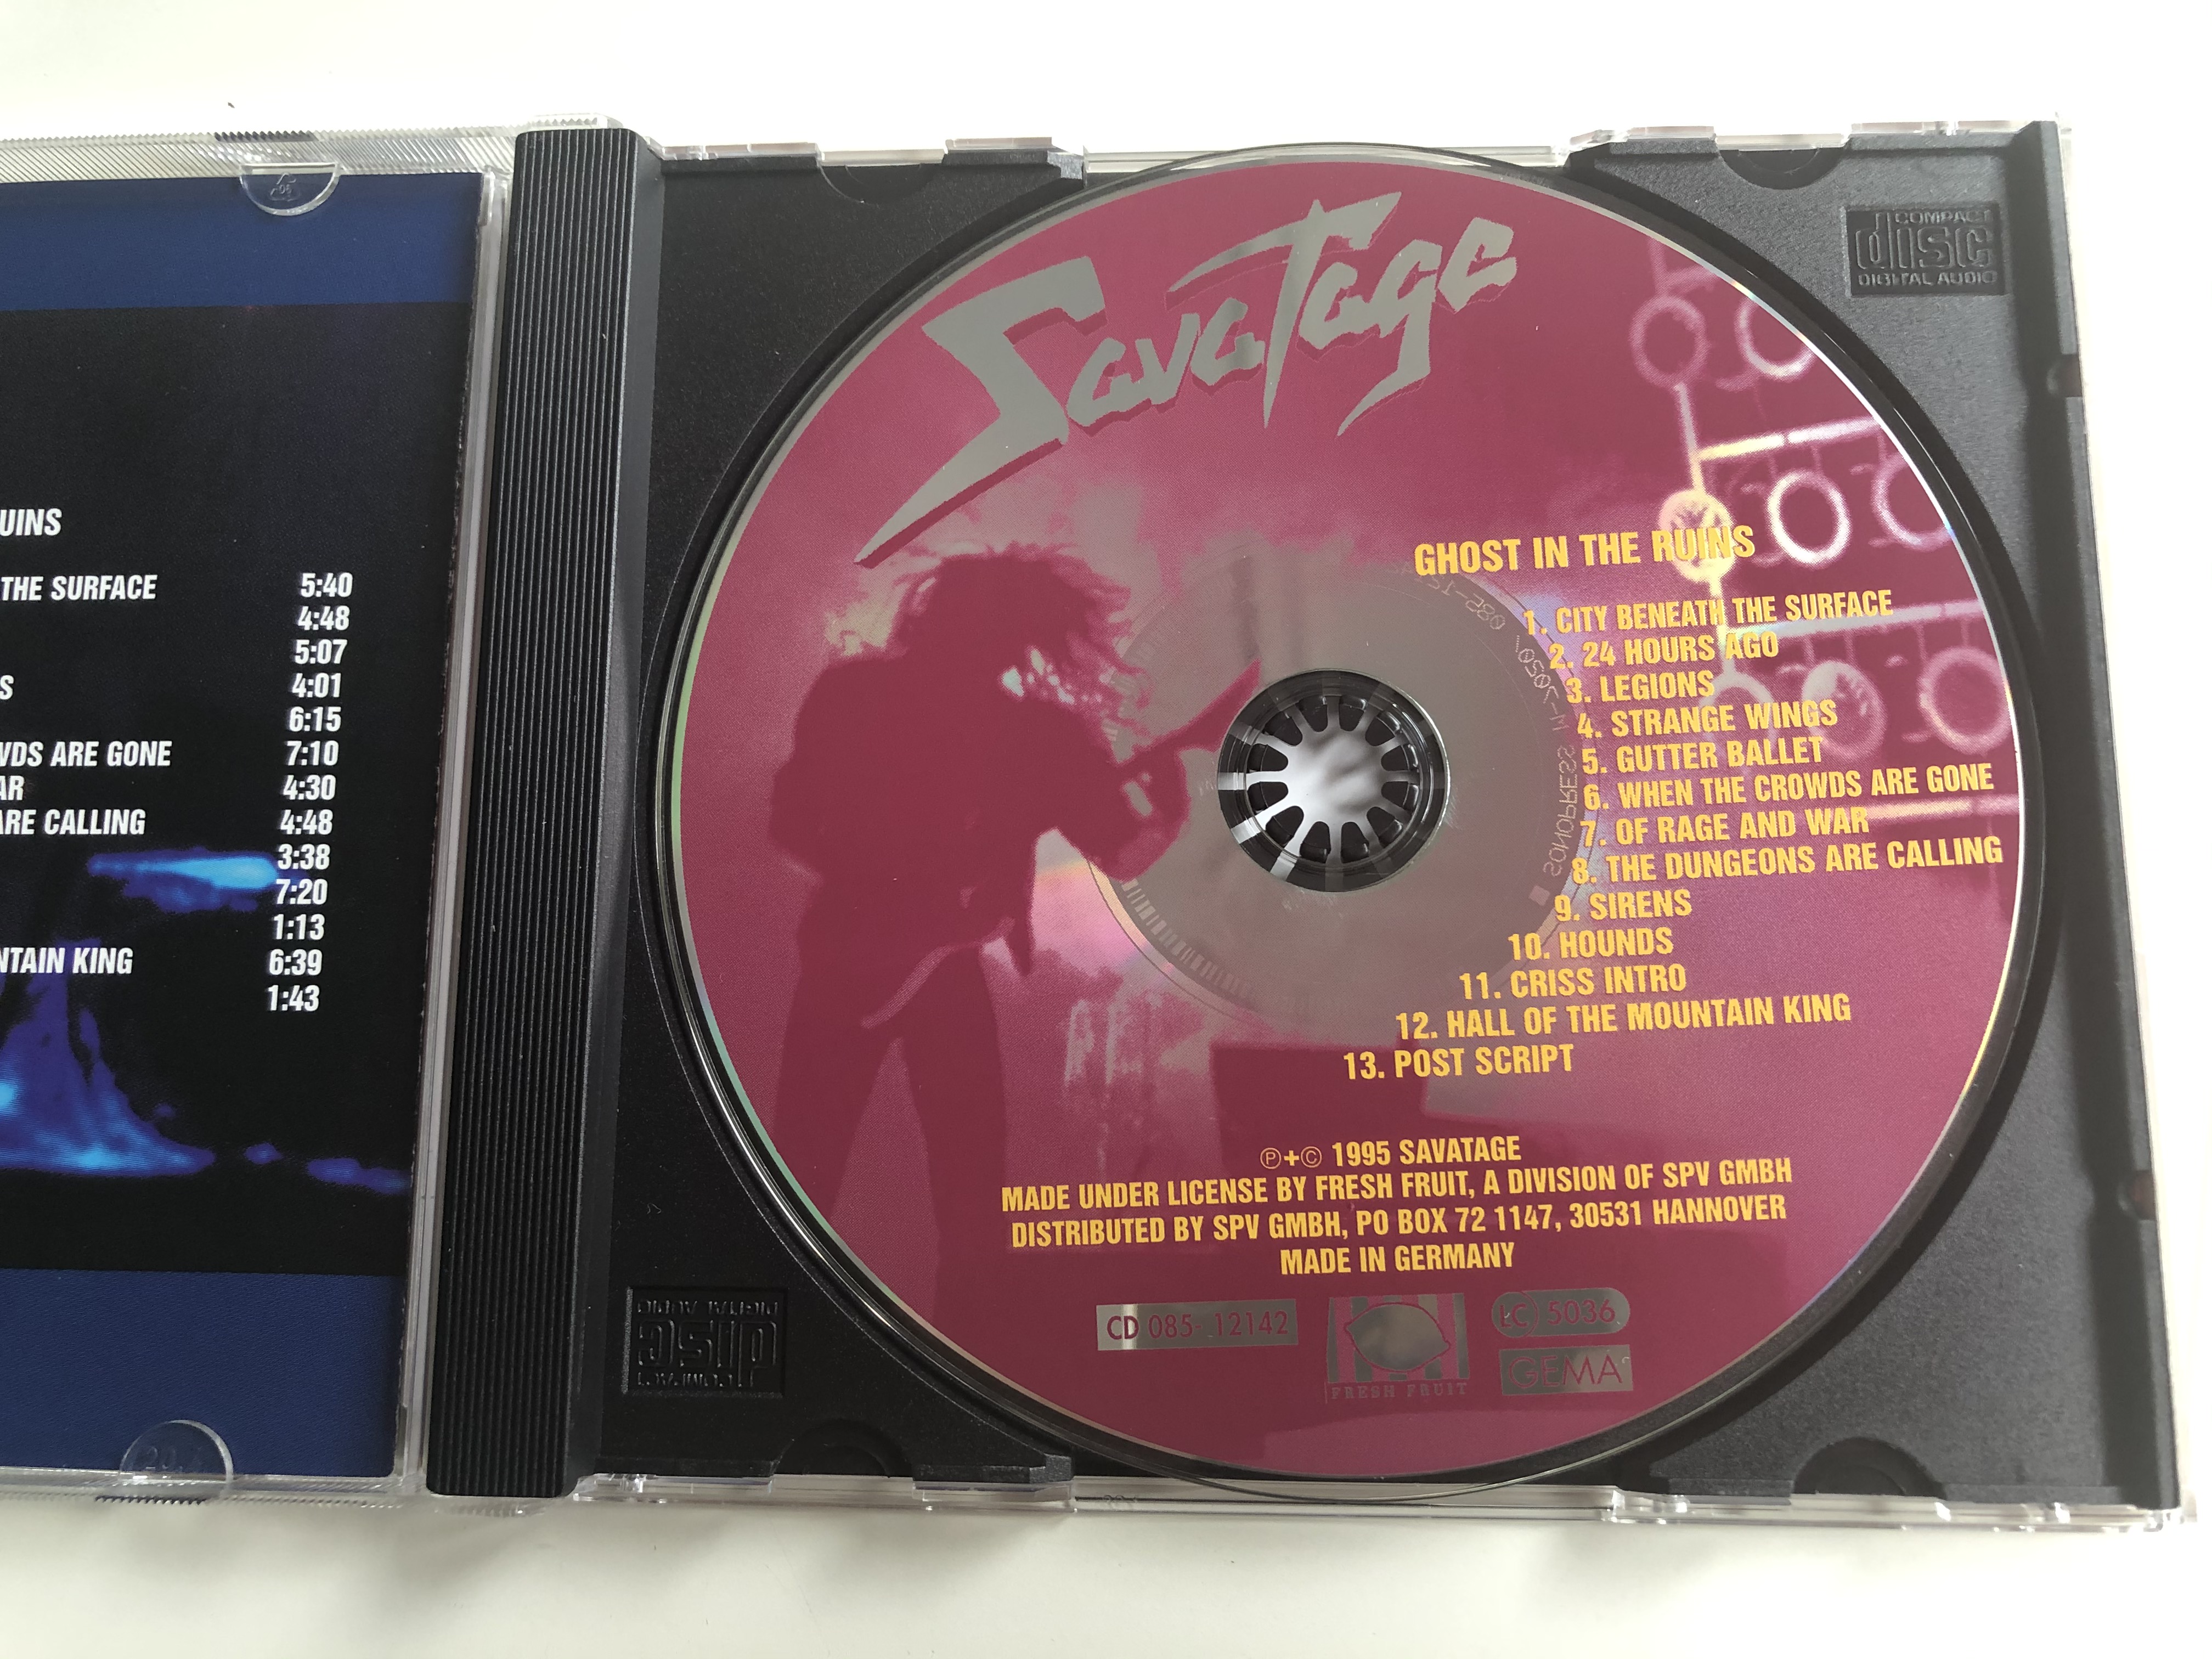 UINS
THE SURFACE 5:40
4:48
5:07
S 4:01
6:15
WDS ARE GONE 7:10
AR 4:30
ARE CALLING 4:48
3:38
7:20
1:13
NTAIN KING 6:39
1:43
Savatage
GHOST IN THE RUINS
1. CITY BENEATH THE SURFACE
2. 24 HOURS AGO
3. LEGIONS
4. STRANGE WINGS
5. GUTTER BALLET
6. WHEN THE CROWDS ARE GONE
7. OF RAGE AND WAR
8. THE DUNGEONS ARE CALLING
9. SIRENS
10. HOUNDS
11. CRISS INTRO
12. HALL OF THE MOUNTAIN KING
13. POST SCRIPT
℗+© 1995 SAVATAGE
MADE UNDER LICENSE BY FRESH FRUIT, A DIVISION OF SPV GMBH
DISTRIBUTED BY SPV GMBH, PO BOX 72 1147, 30531 HANNOVER
MADE IN GERMANY
CD 085-12142
FRESH FRUIT
LC 5036
GEMA
SONOPRESS
COMPACT
disc
DIGITAL AUDIO
COMPACT
disc
DIGITAL AUDIO